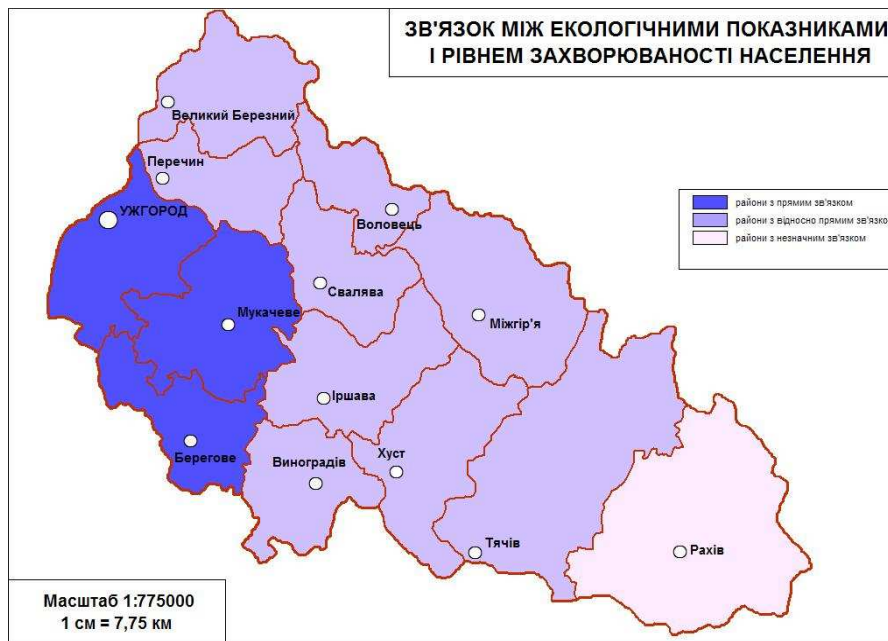 ЗВ'ЯЗОК МІЖ ЕКОЛОГІЧНИМИ ПОКАЗНИКАМИ
І РІВНЕМ ЗАХВОРЮВАНОСТІ НАСЕЛЕННЯ
Великий Березний
Перечин
УЖГОРОД
Воловець
райони з прямим зв'язком
райони з відносно прямим зв'язко
райони з незначним зв'язком
Свалява
Мукачеве
Міжгір'я
Іршава
Берегове
Виноградів
Хуст
Тячів
Рахів
Масштаб 1:775000
1 см = 7,75 км